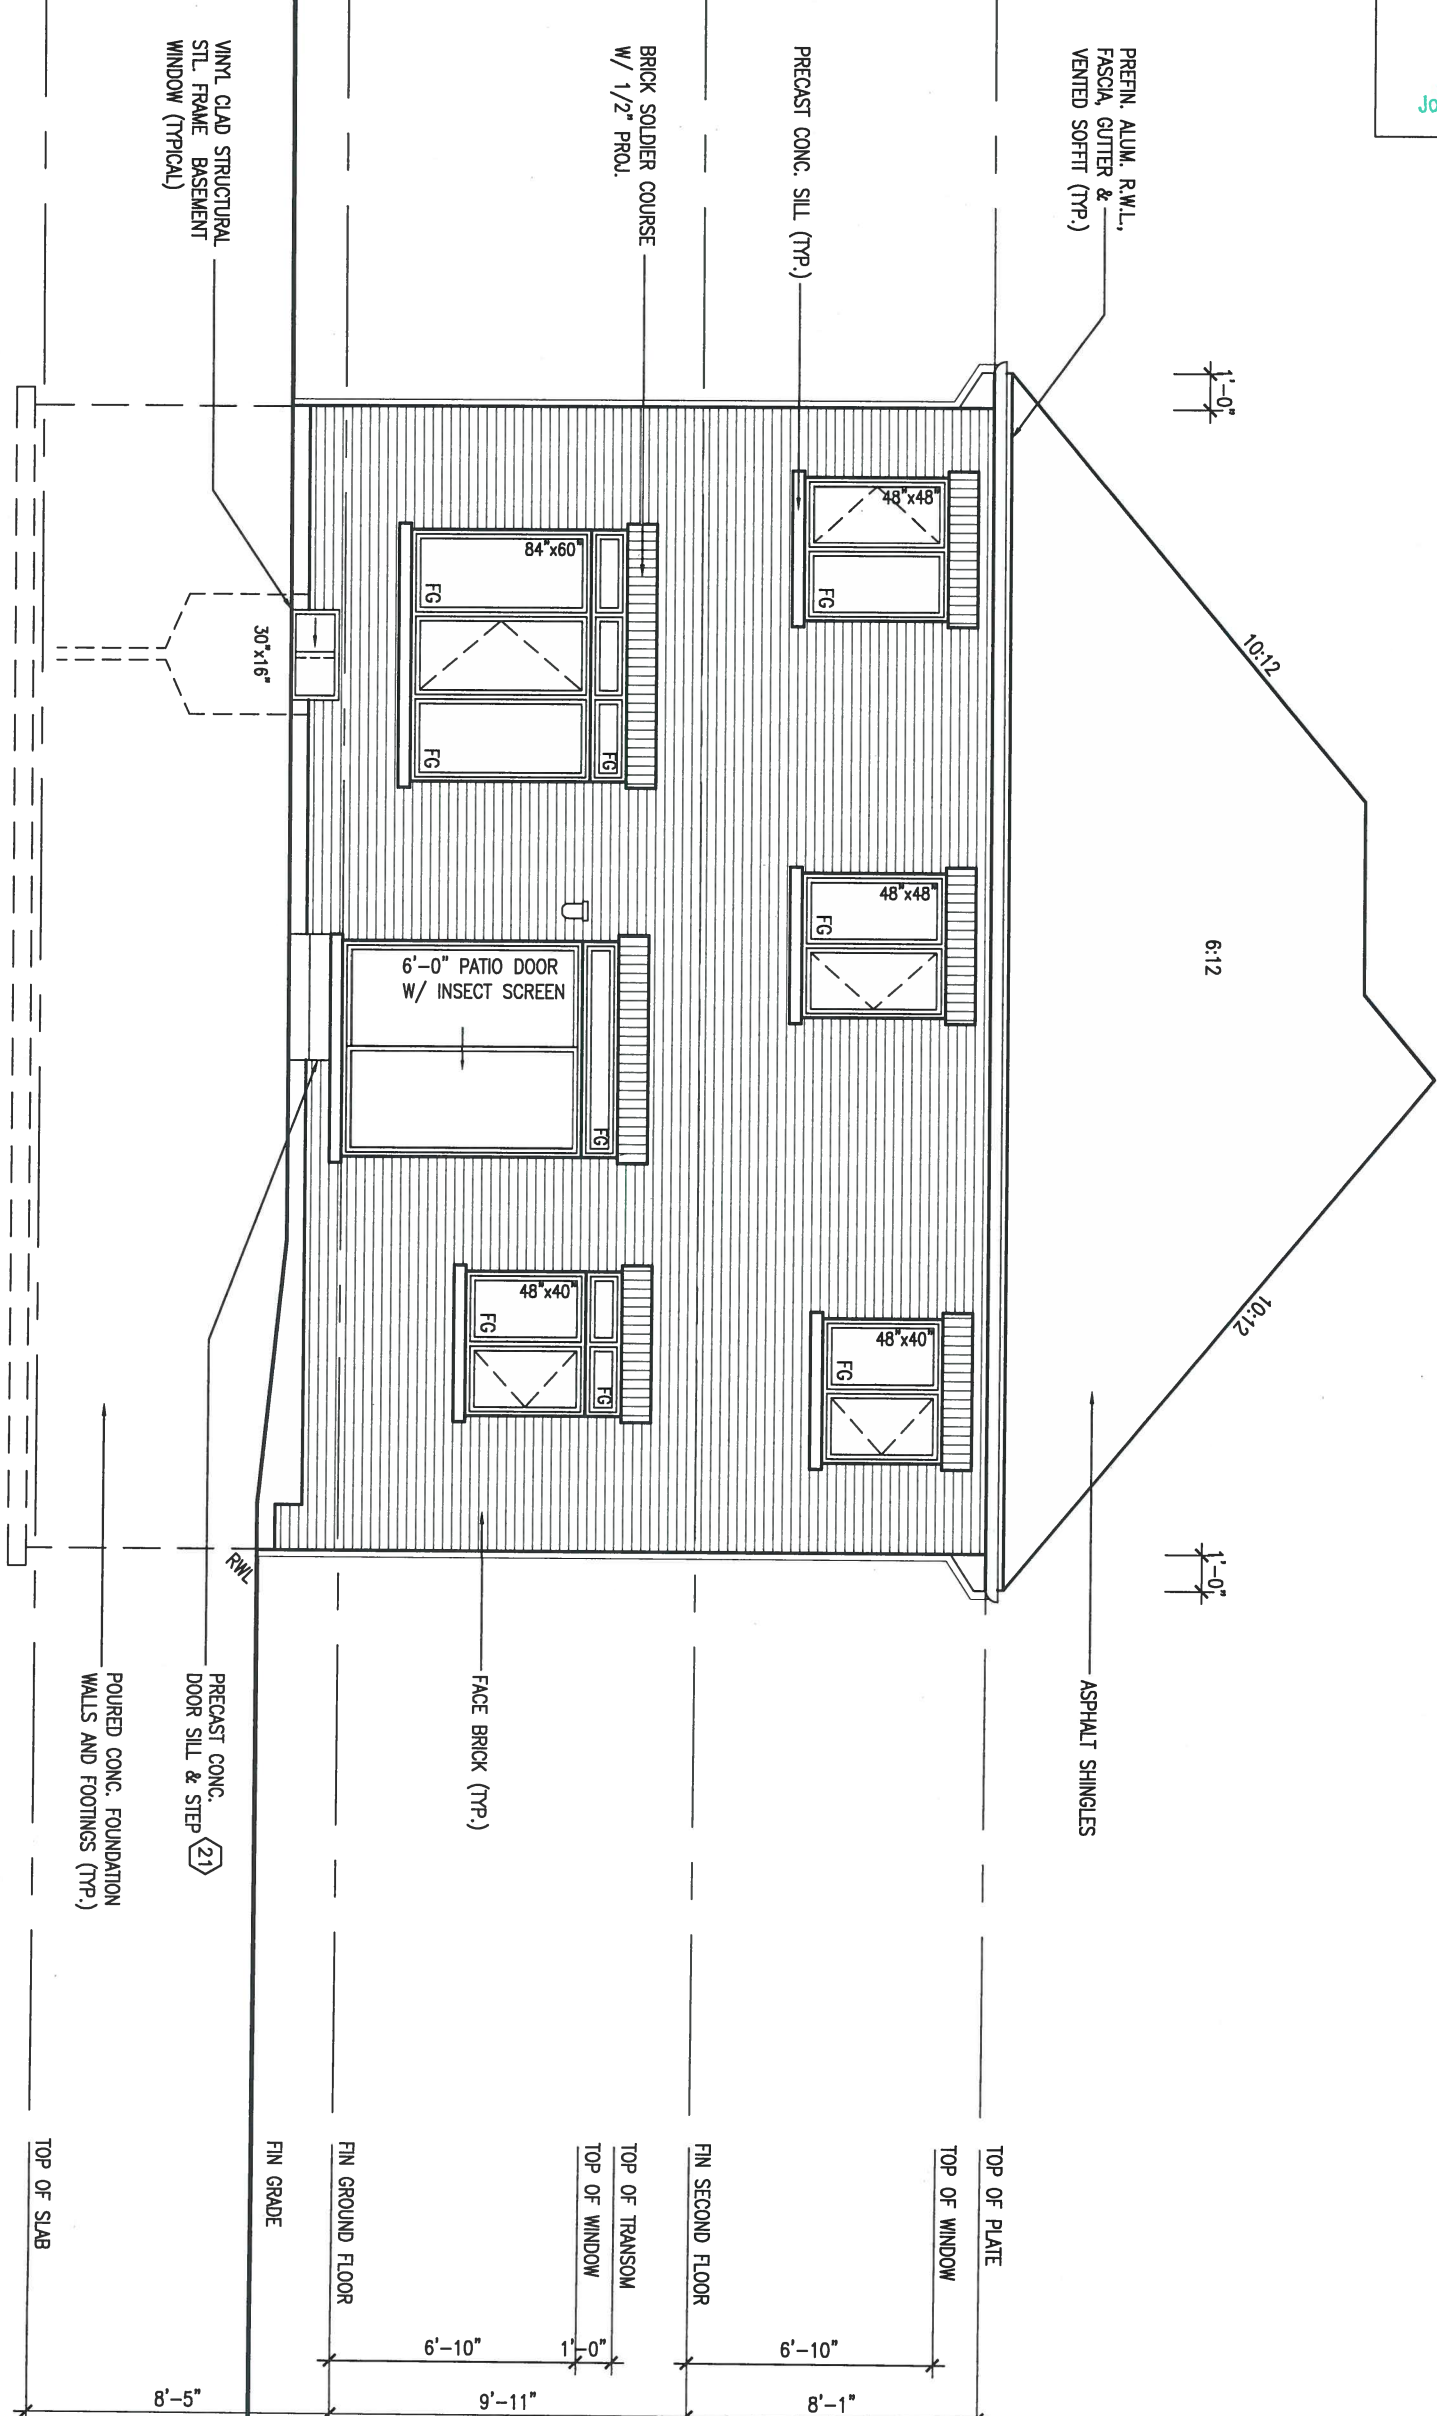 Jo
PREFIN. ALUM. R.W.L.,
FASCIA, GUTTER &
VENTED SOFFIT (TYP.)
PRECAST CONC. SILL (TYP.)
BRICK SOLDIER COURSE
W/ 1/2" PROJ.
VINYL CLAD STRUCTURAL
STL. FRAME BASEMENT
WINDOW (TYPICAL)
1'-0"
10:12
6:12
10:12
1'-0"
48"x48"
FG
48"x48"
FG
48"x40"
FG
84"x60"
FG
FG
FG
6'-0" PATIO DOOR
W/ INSECT SCREEN
FG
48"x40"
FG
FG
30"x16"
RWL
ASPHALT SHINGLES
FACE BRICK (TYP.)
PRECAST CONC.
DOOR SILL & STEP 21
POURED CONC. FOUNDATION
WALLS AND FOOTINGS (TYP.)
TOP OF PLATE
TOP OF WINDOW
FIN SECOND FLOOR
TOP OF TRANSOM
TOP OF WINDOW
FIN GROUND FLOOR
FIN GRADE
TOP OF SLAB
6'-10"
1'-0"
6'-10"
8'-1"
9'-11"
8'-5"